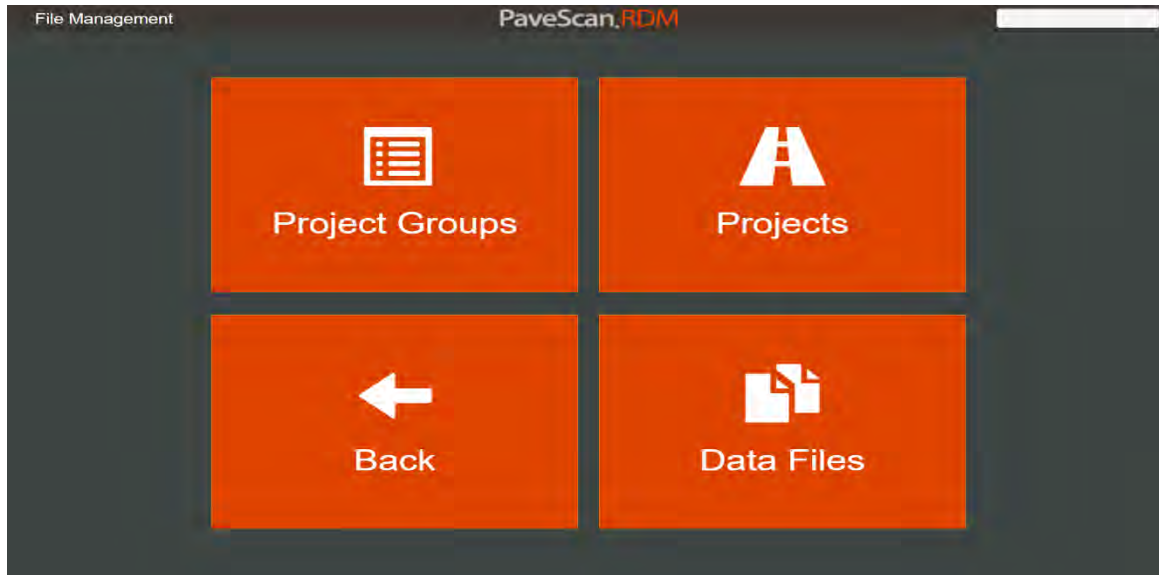 File Management
PaveScan.RDM
Project Groups
Projects
Back
Data Files